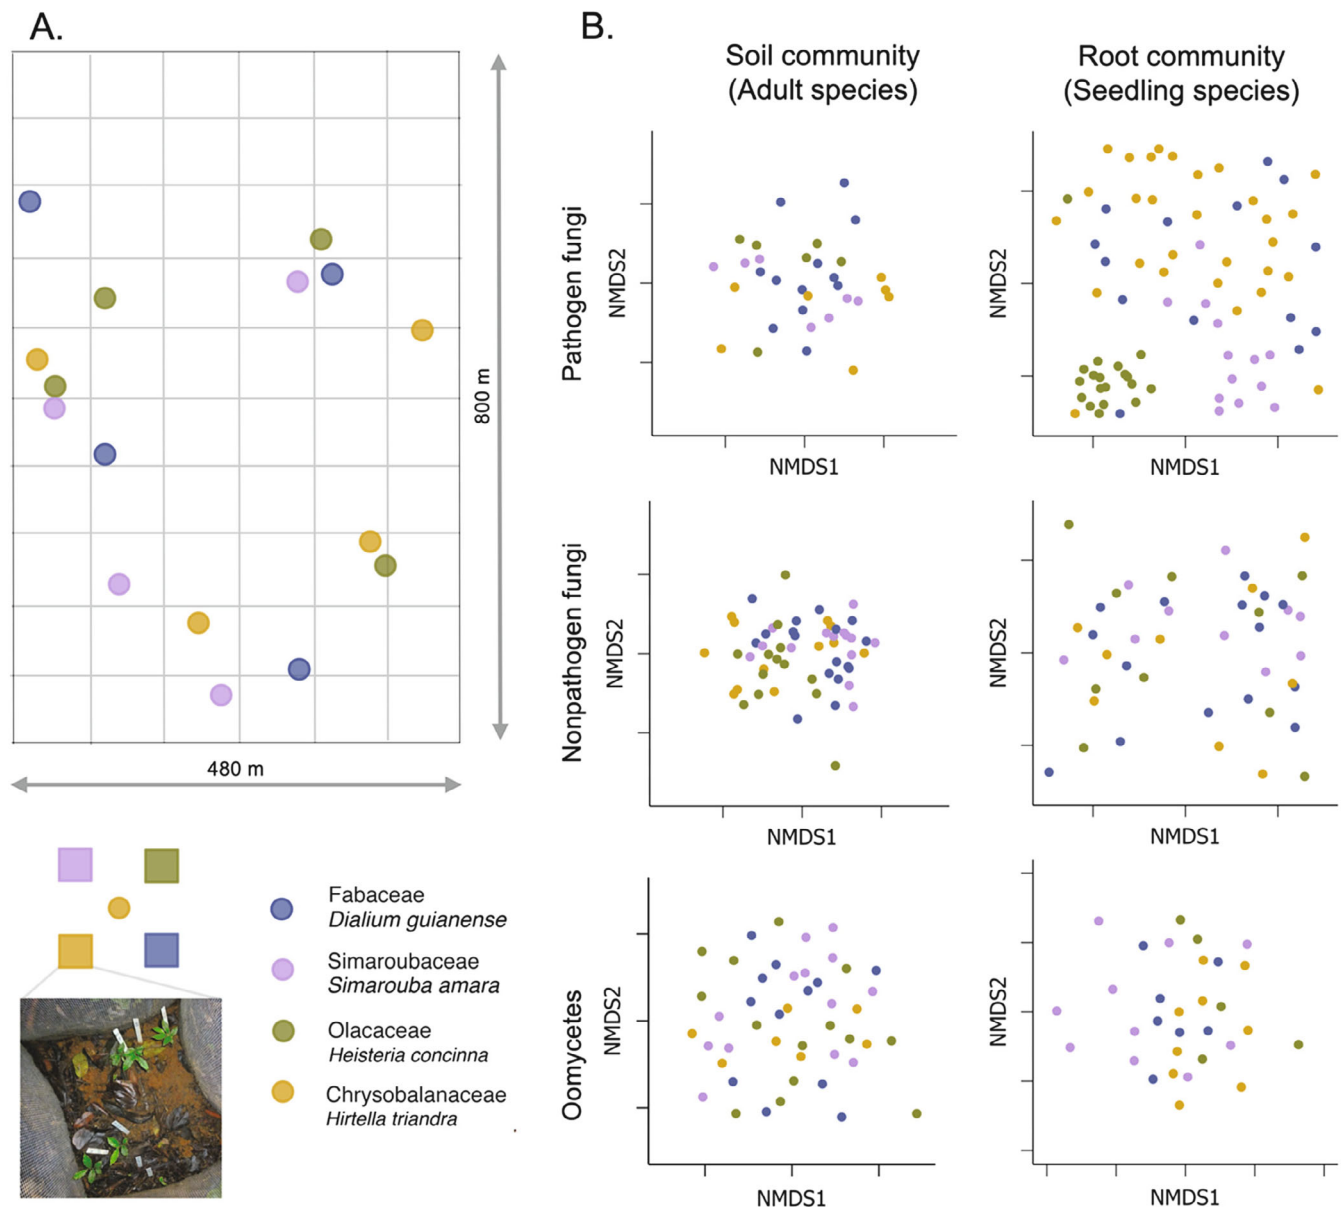 A.
800 m
480 m
Fabaceae
Dialium guianense
Simaroubaceae
Simarouba amara
Olacaceae
Heisteria concinna
Chrysobalanaceae
Hirtella triandra
B.
Soil community
(Adult species)
Root community
(Seedling species)
Pathogen fungi
NMDS2
NMDS1
NMDS2
NMDS1
Nonpathogen fungi
NMDS2
NMDS1
NMDS2
NMDS1
Oomycetes
NMDS2
NMDS1
NMDS2
NMDS1